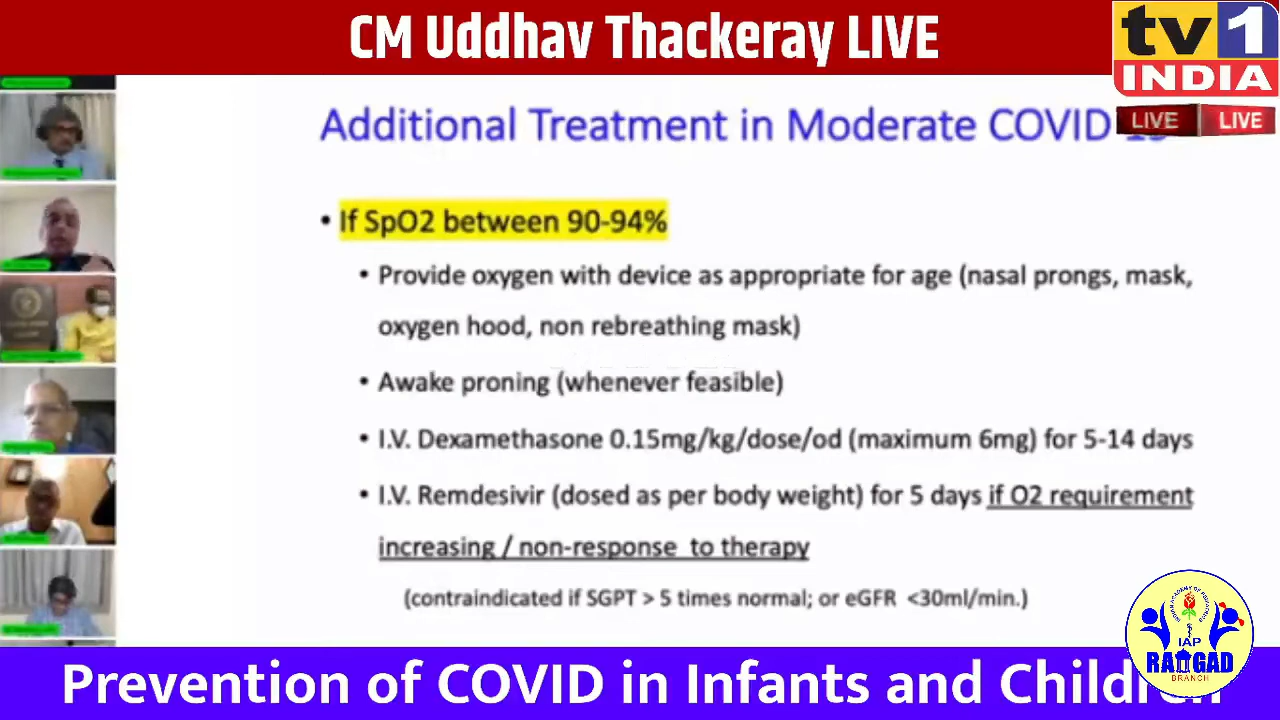 CM Uddhav Thackeray LIVE
tv1
INDIA
LIVE LIVE
Additional Treatment in Moderate COVID
• If SpO2 between 90-94%
• Provide oxygen with device as appropriate for age (nasal prongs, mask,
oxygen hood, non rebreathing mask)
• Awake proning (whenever feasible)
• I.V. Dexamethasone 0.15mg/kg/dose/od (maximum 6mg) for 5-14 days
• I.V. Remdesivir (dosed as per body weight) for 5 days if O2 requirement
increasing / non-response to therapy
(contraindicated if SGPT > 5 times normal; or eGFR <30ml/min.)
IAP
RAIGAD
BRANCH
Prevention of COVID in Infants and Children